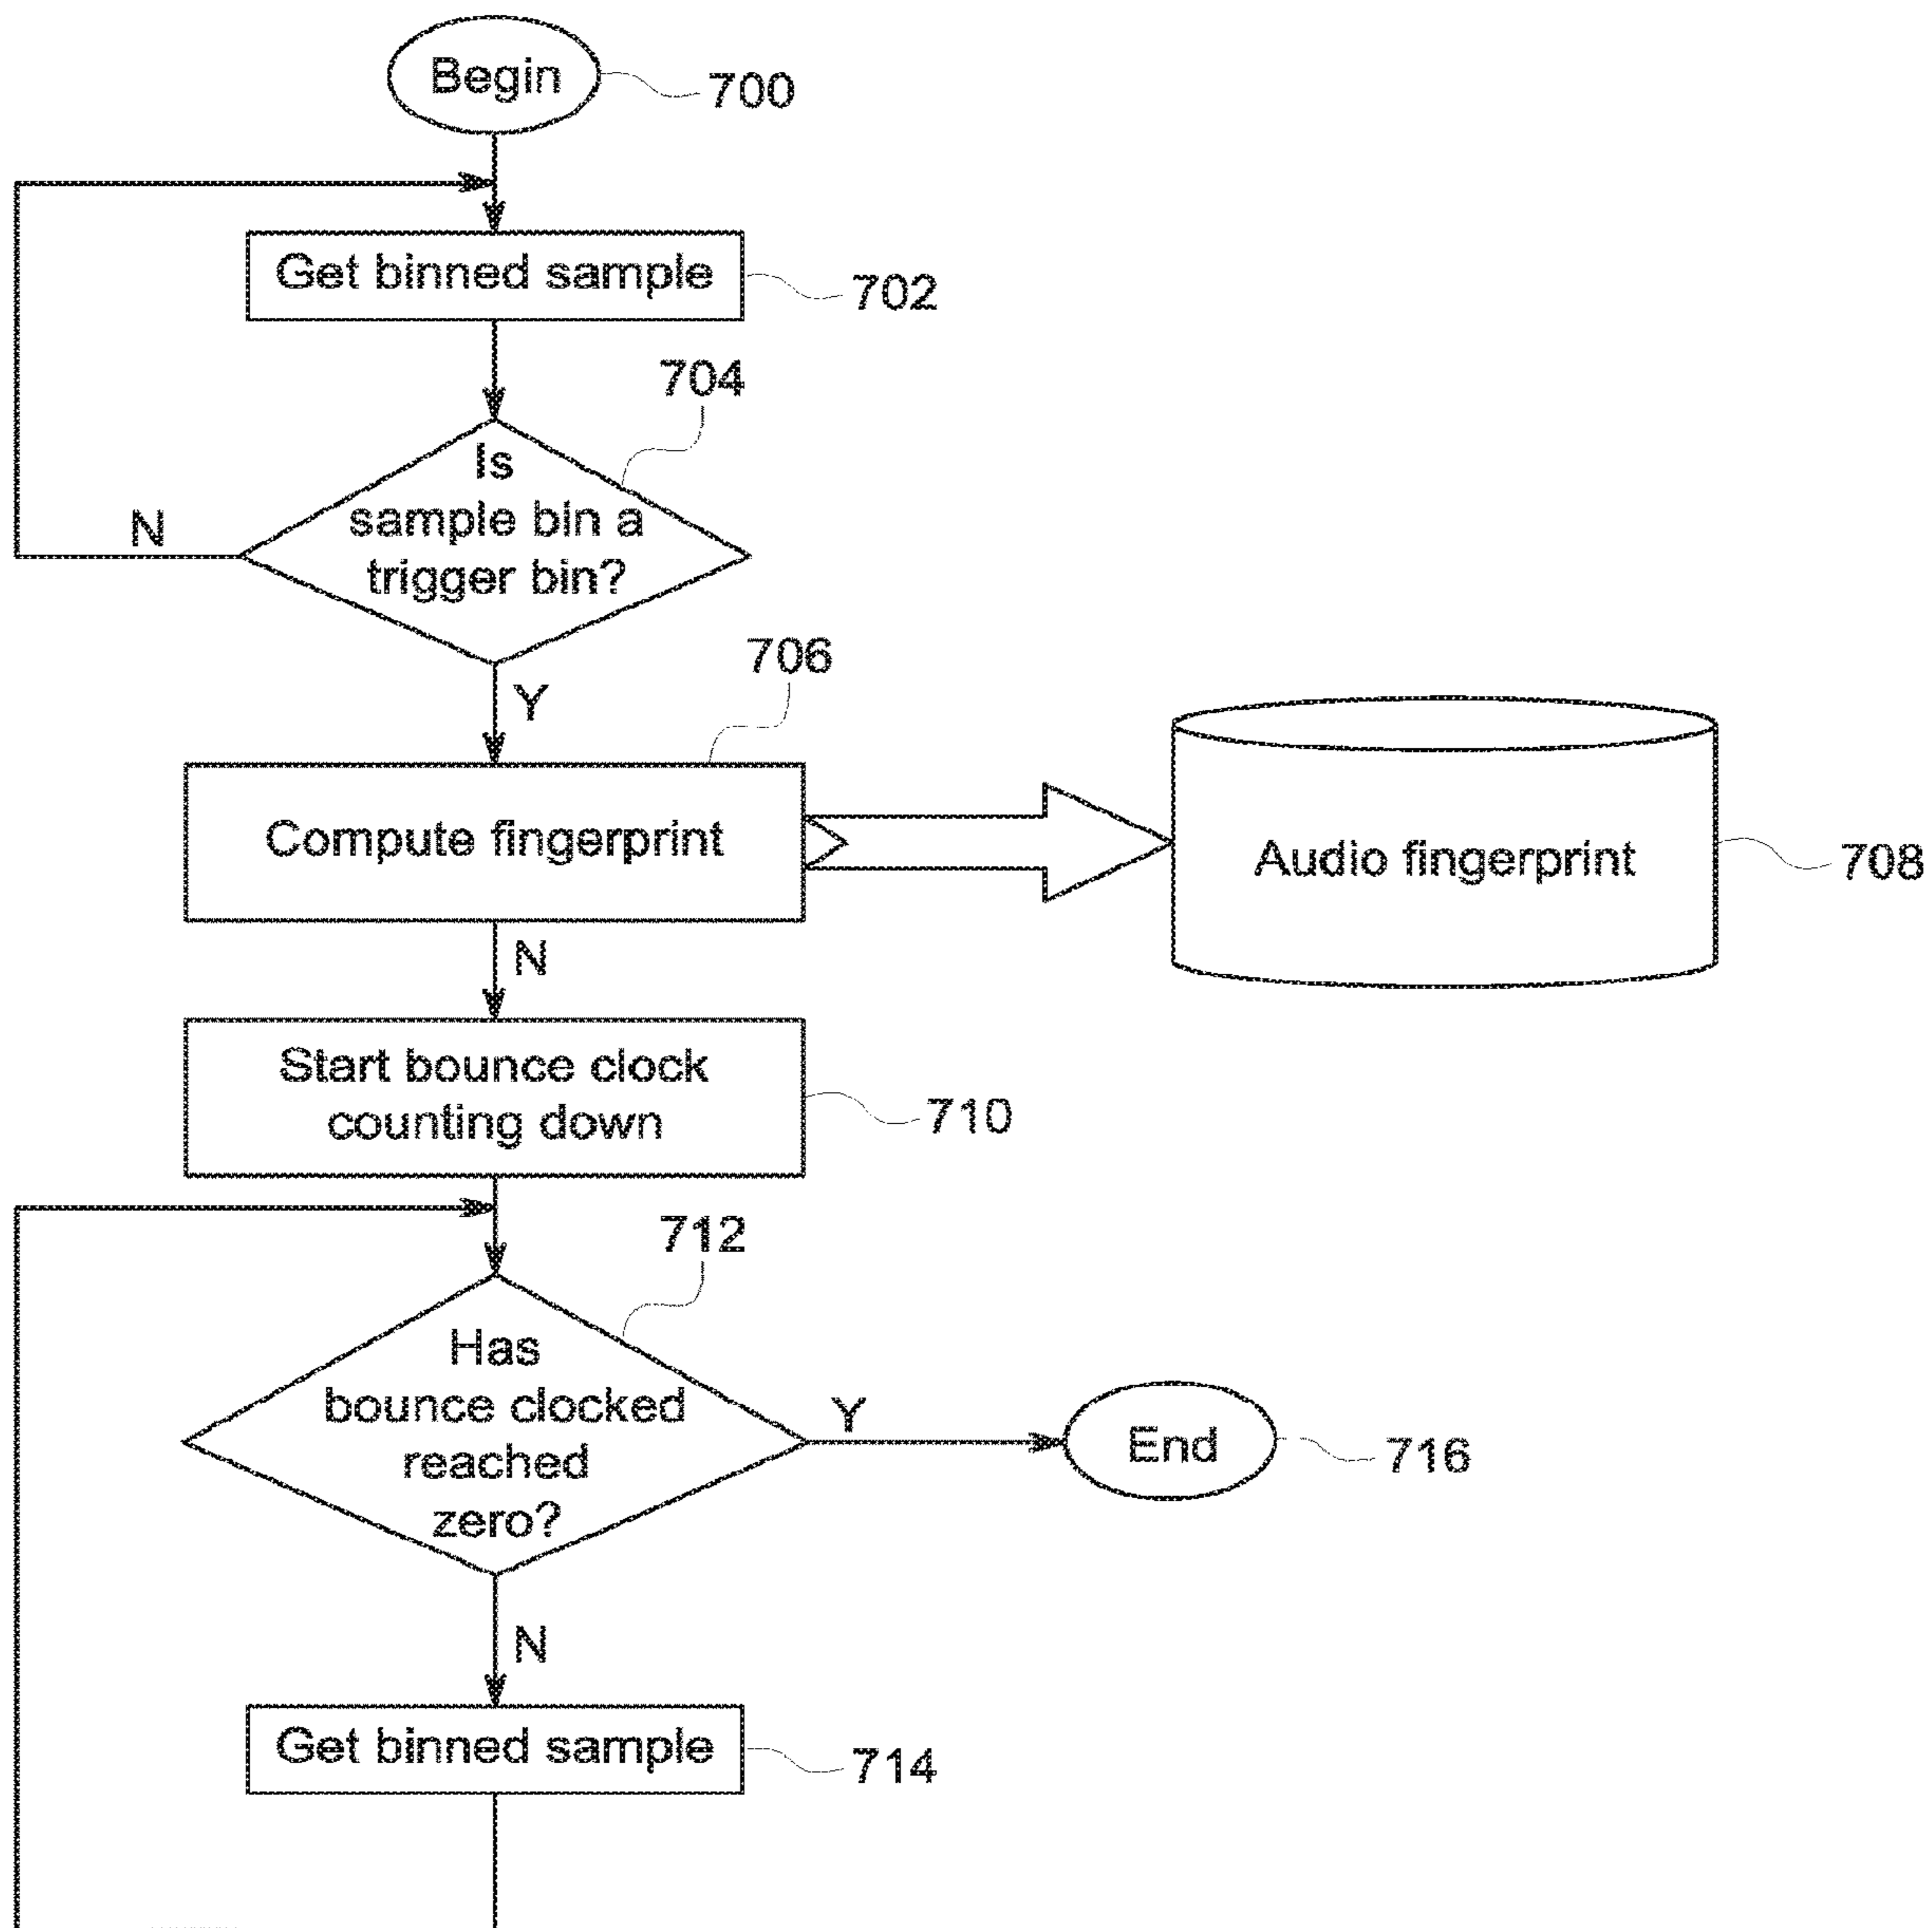 Begin
700
Get binned sample
702
704
Is
sample bin a
trigger bin?
N
Y
706
Compute fingerprint
Audio fingerprint
708
N
Start bounce clock
counting down
710
712
Has
bounce clocked
reached
zero?
Y
End
716
N
Get binned sample
714